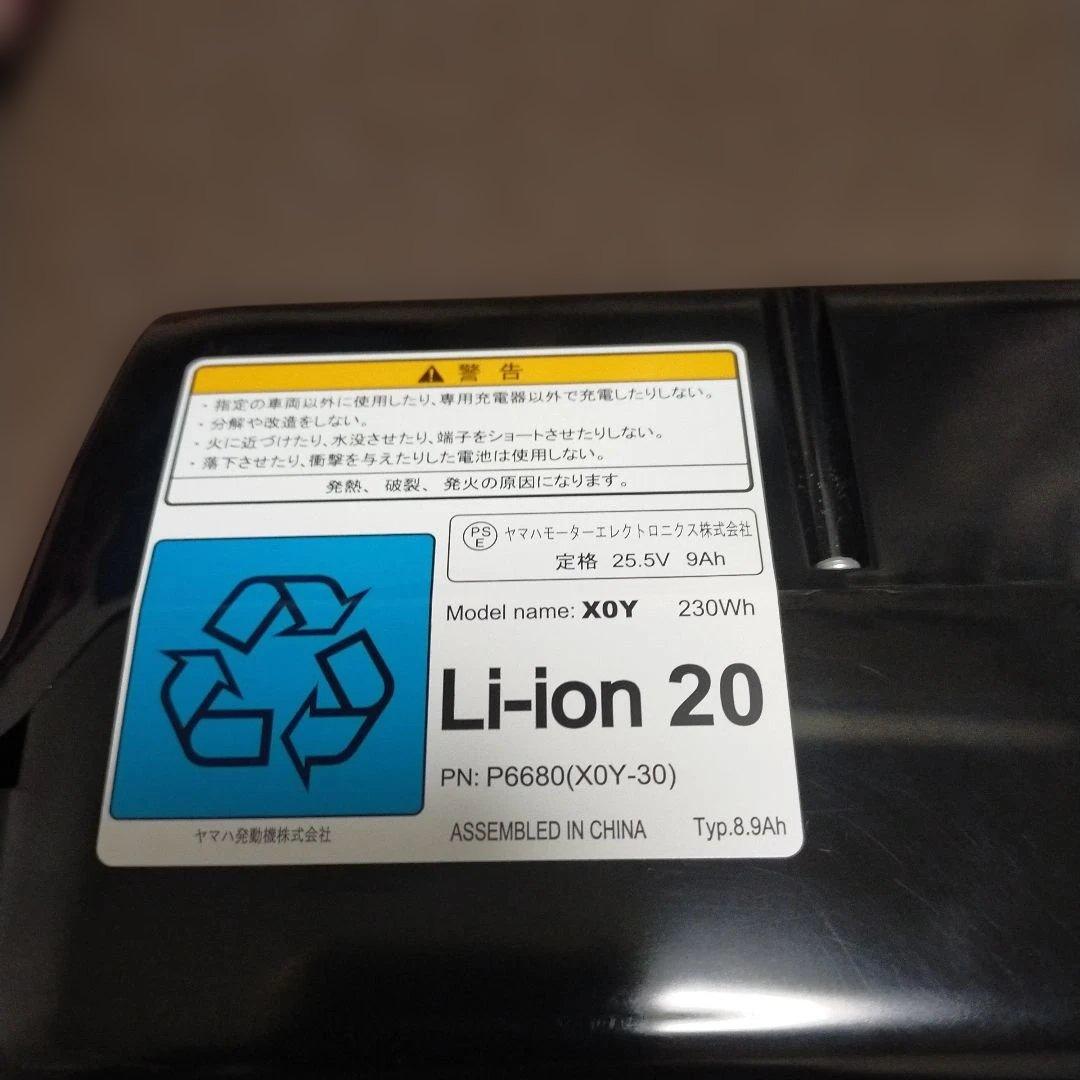 警告
・指定の車両以外に使用したり、専用充電器以外で充電したりしない。
・分解や改造をしない。
・火に近づけたり、水没させたり、端子をショートさせたりしない。
・落下させたり、衝撃を与えたりした電池は使用しない。
発熱、破裂、発火の原因になります。
PSE ヤマハモーターエレクトロニクス株式会社
定格 25.5V 9Ah
Model name: X0Y 230Wh
Li-ion 20
PN: P6680(X0Y-30)
ASSEMBLED IN CHINA Typ.8.9Ah
ヤマハ発動機株式会社